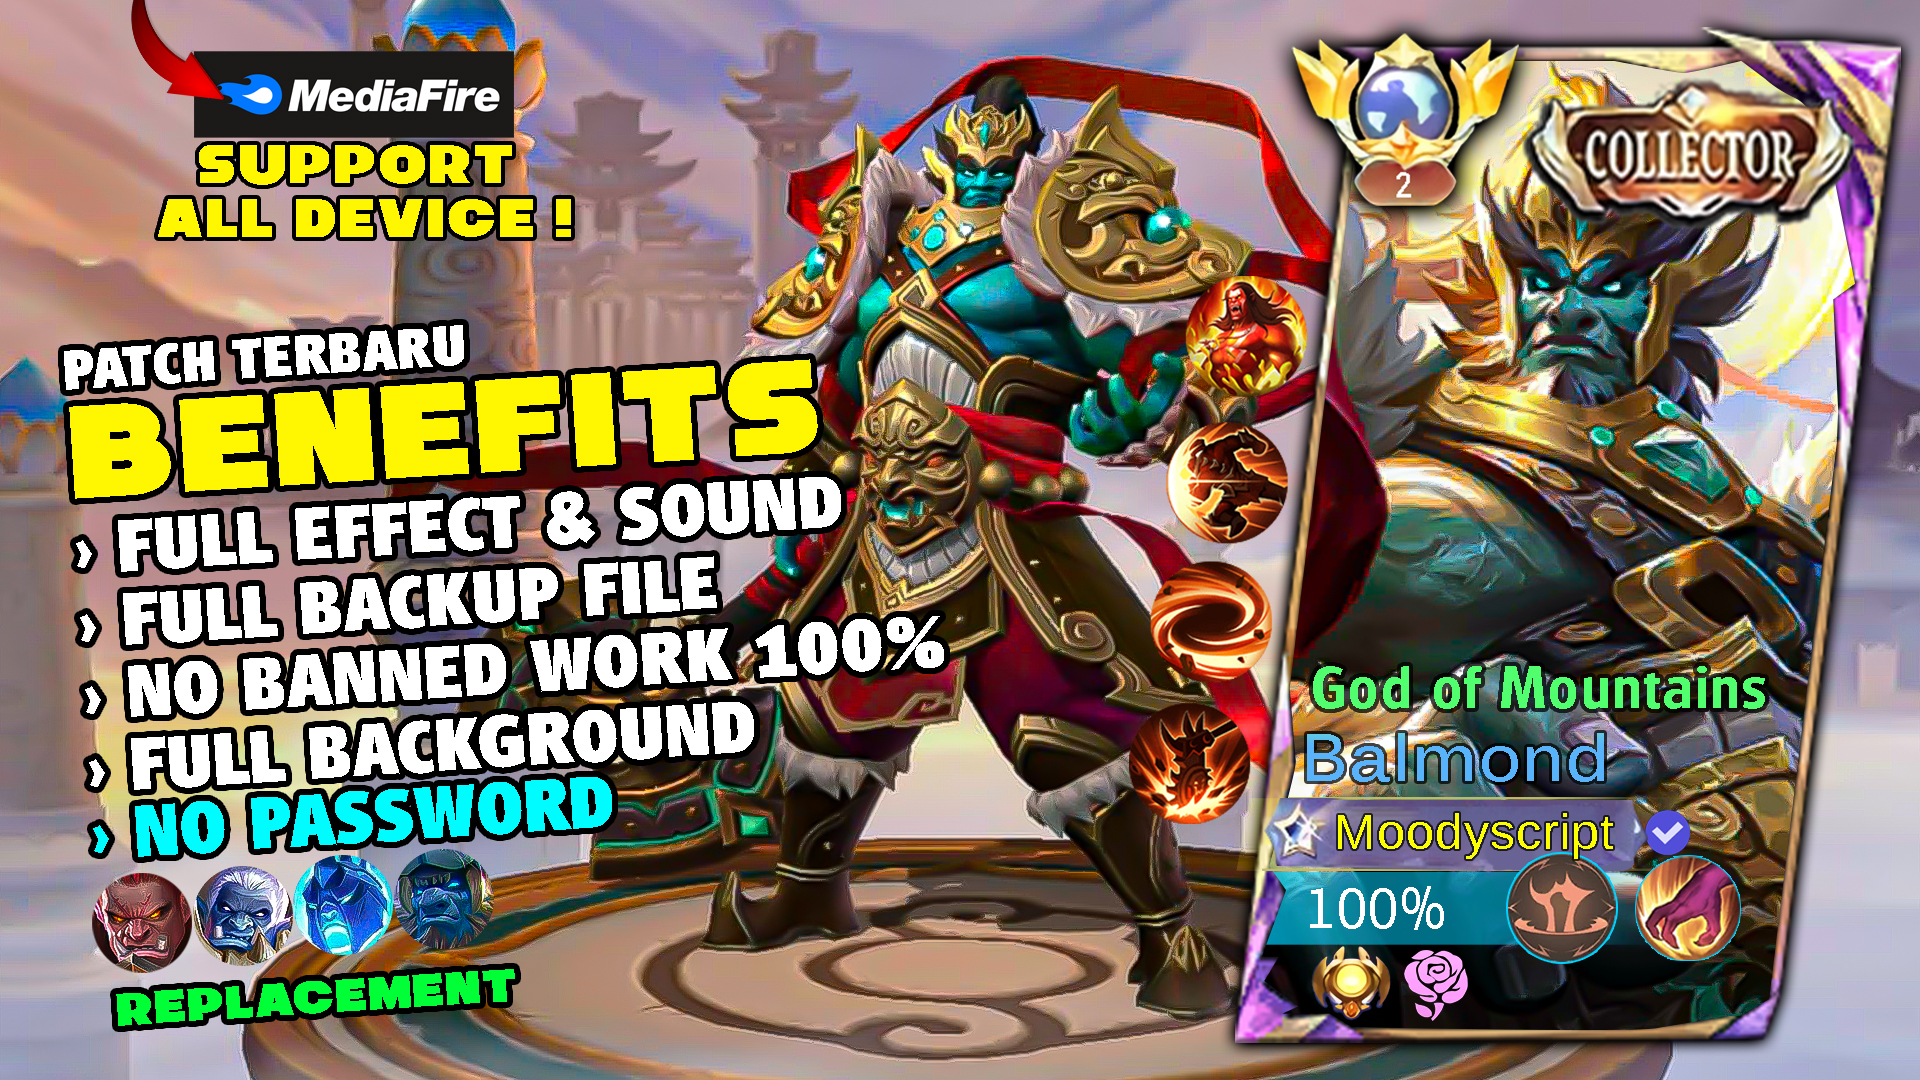 MediaFire
SUPPORT
ALL DEVICE !
PATCH TERBARU
BENEFITS
› FULL EFFECT & SOUND
› FULL BACKUP FILE
› NO BANNED WORK 100%
› FULL BACKGROUND
› NO PASSWORD
REPLACEMENT
2
COLLECTOR
God of Mountains
Balmond
Moodyscript
100%